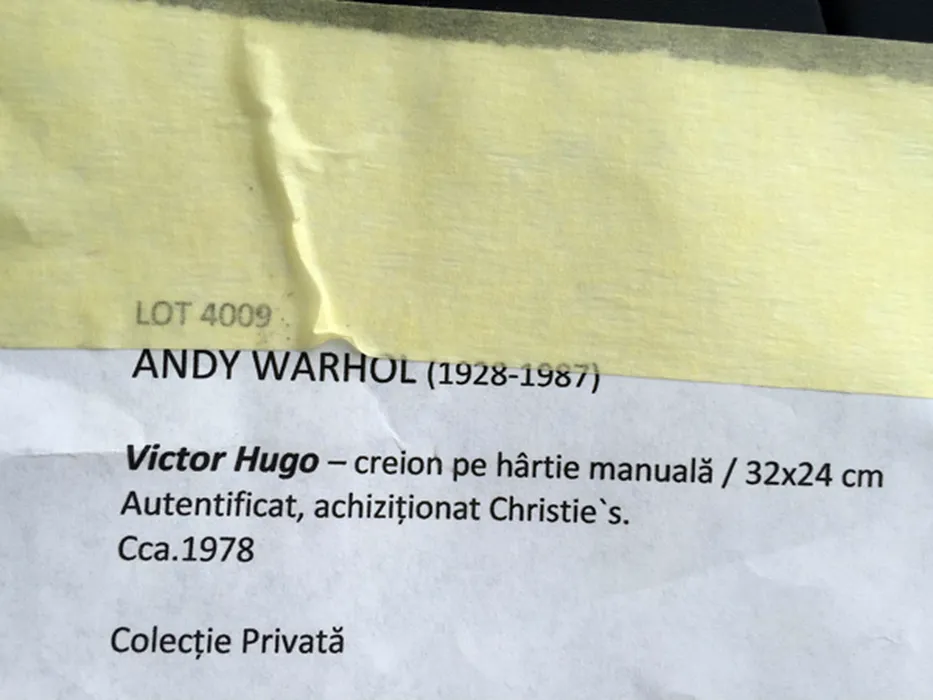 LOT 4009
ANDY WARHOL (1928-1987)
Victor Hugo – creion pe hârtie manuală / 32x24 cm
Autentificat, achiziționat Christie`s.
Cca.1978
Colecție Privată